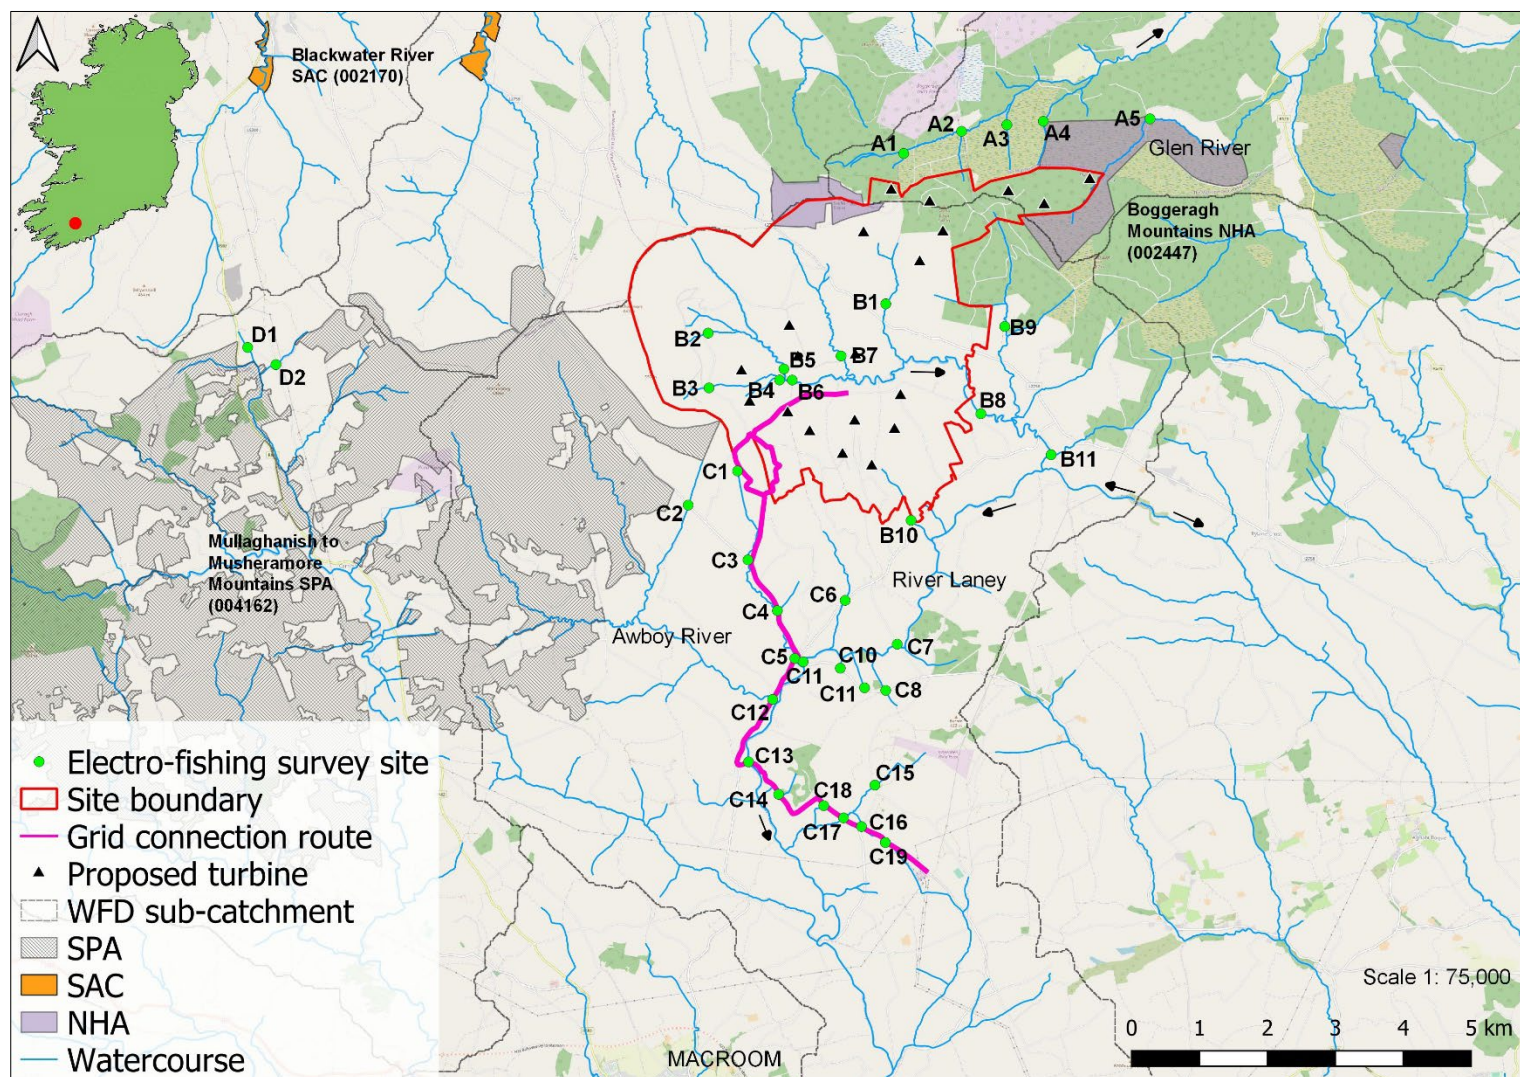 Blackwater River
SAC (002170)
A1
A2
A3
A4
A5
Glen River
Boggeragh
Mountains NHA
(002447)
B1
B2
B3
B4
B5
B6
B7
B8
B9
B10
B11
D1
D2
Mullaghanish to
Musheramore
Mountains SPA
(004162)
C1
C2
C3
C4
C5
C6
C7
C8
C10
C11
C11
C12
C13
C14
C15
C16
C17
C18
C19
River Laney
Awboy River
MACROOM
Electro-fishing survey site
Site boundary
Grid connection route
Proposed turbine
WFD sub-catchment
SPA
SAC
NHA
Watercourse
Scale 1: 75,000
0 1 2 3 4 5 km